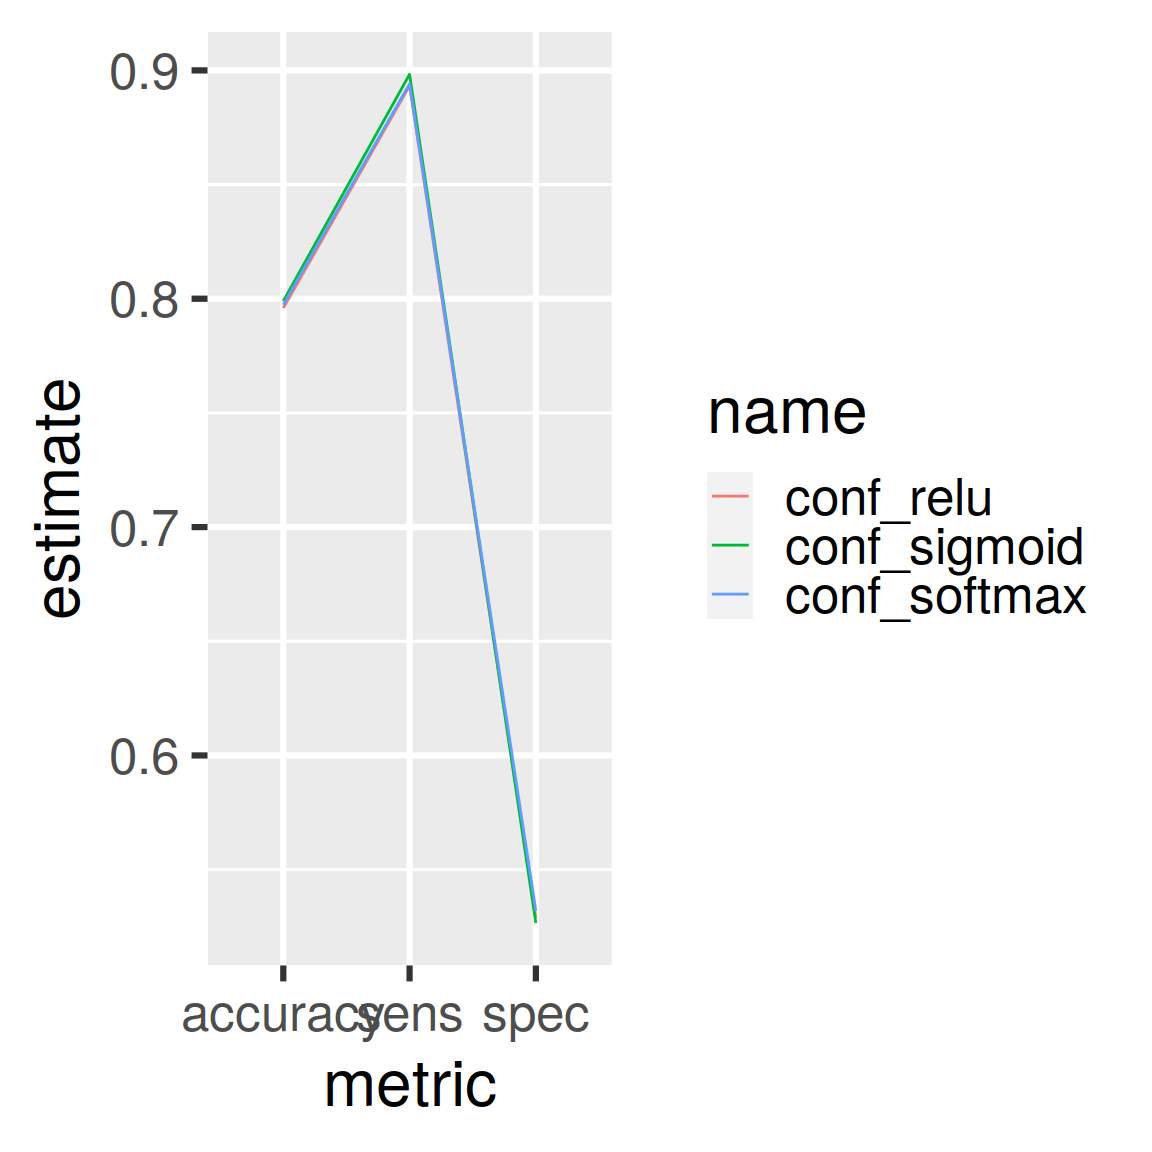 0.9
0.8
0.7
0.6
estimate
accuracy
sens
spec
metric
name
conf_relu
conf_sigmoid
conf_softmax